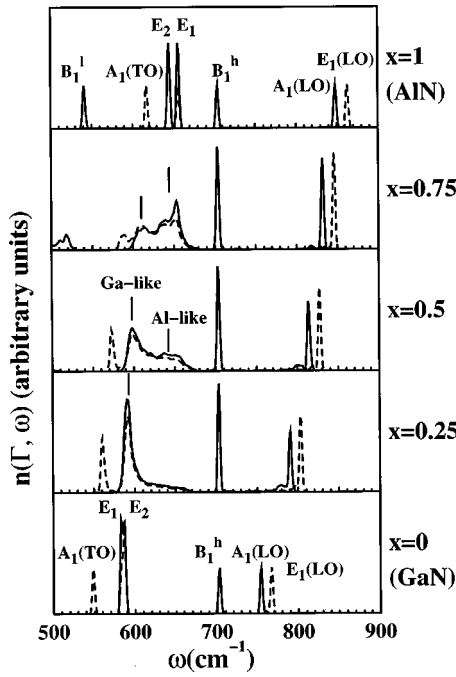 E₂ E₁
B₁ˡ A₁(TO) B₁ʰ E₁(LO)
A₁(LO)
x=1
(AlN)
x=0.75
Ga−like
Al−like
x=0.5
x=0.25
E₁ E₂
A₁(TO) B₁ʰ A₁(LO) E₁(LO)
x=0
(GaN)
n(Γ, ω) (arbitrary units)
500 600 700 800 900
ω(cm⁻¹)